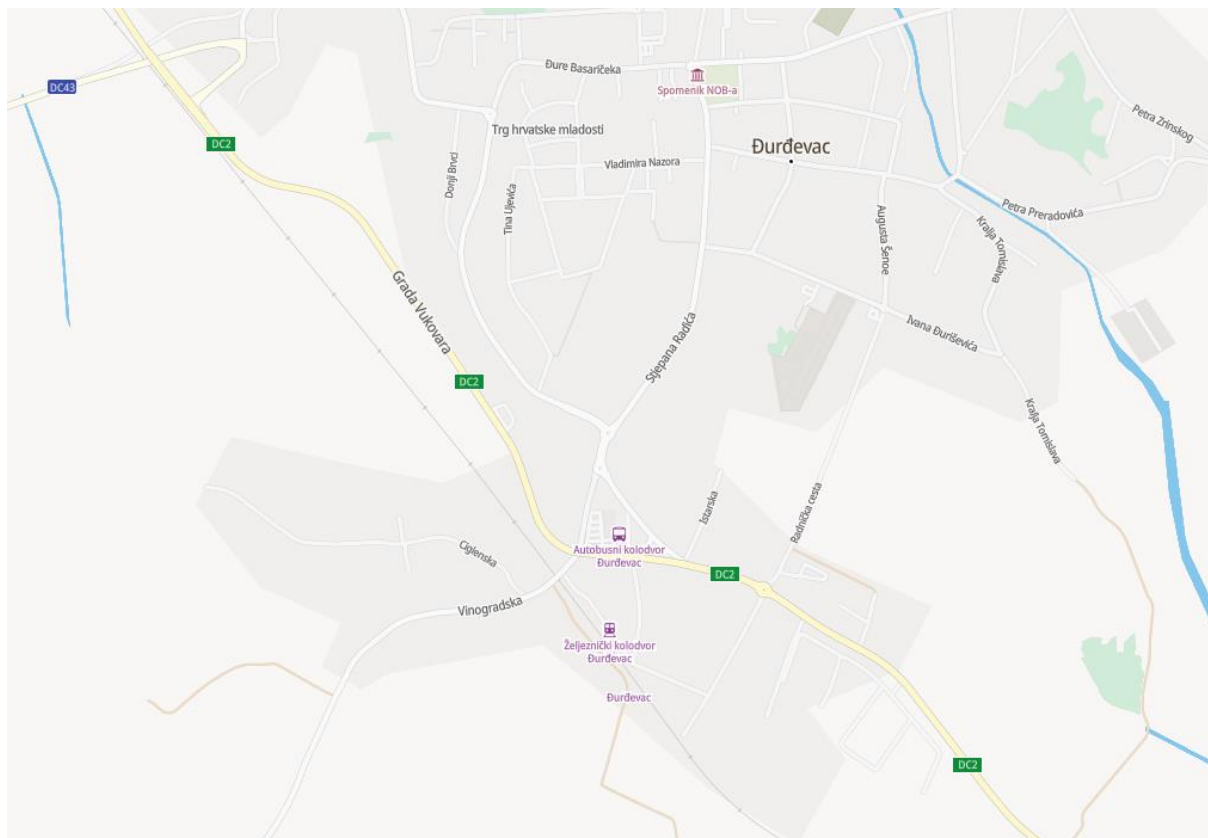 Đure Basaričeka
Spomenik NOB-a
DC43
Petra Zrinskog
Trg hrvatske mladosti
DC2
Đurđevac
Vladimira Nazora
Donji Brvci
Tina Ujevića
Petra Preradovića
Augusta Šenoe
Kralja Tomislava
Grada Vukovara
Ivana Đuriševića
Stjepana Radića
DC2
Kralja Tomislava
Istarska
Radnička cesta
Ciglenska
Autobusni kolodvor
Đurđevac
DC2
Vinogradska
Željeznički kolodvor
Đurđevac
Đurđevac
DC2